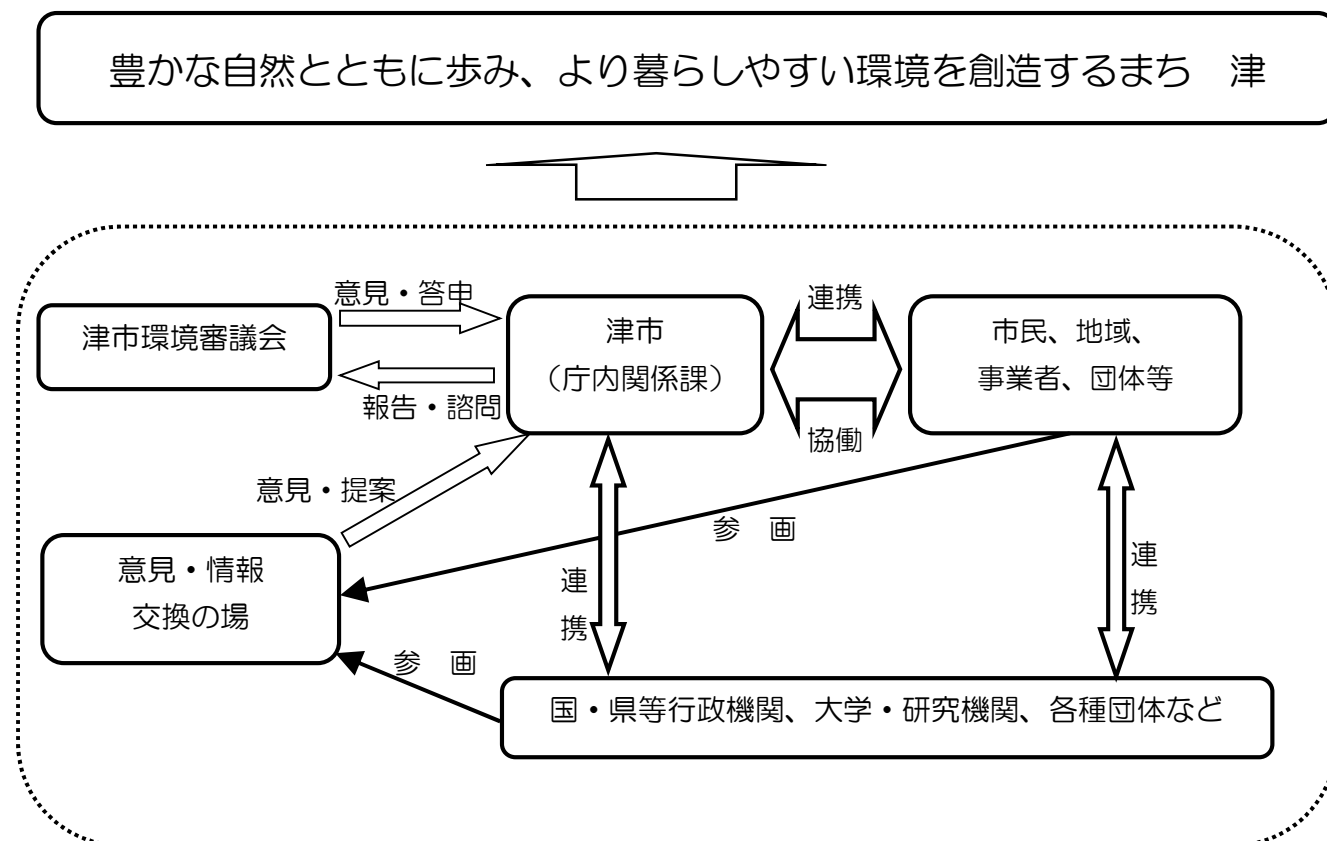 豊かな自然とともに歩み、より暮らしやすい環境を創造するまち　津
意見・答申
津市環境審議会
報告・諮問
津市
（庁内関係課）
連携
協働
市民、地域、
事業者、団体等
意見・提案
参　画
意見・情報
交換の場
連
携
連
携
参　画
国・県等行政機関、大学・研究機関、各種団体など